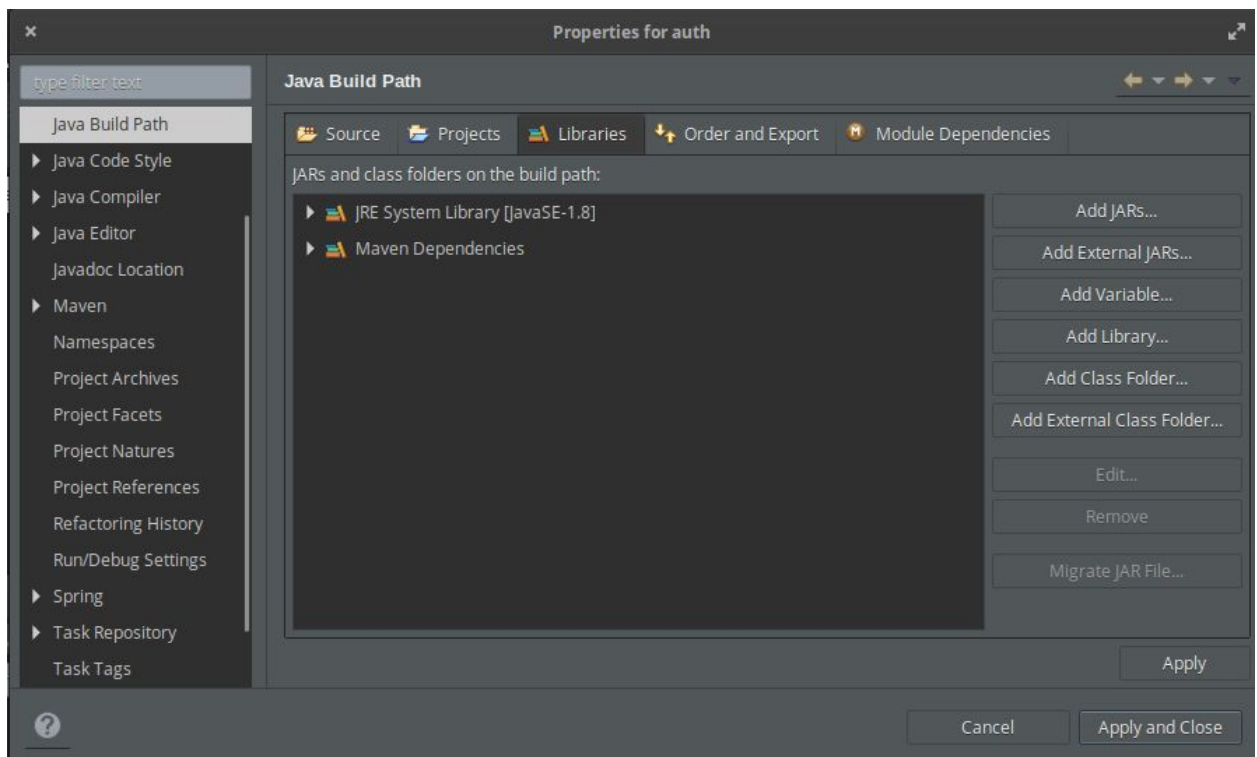 Properties for auth
type filter text
Java Build Path
Java Code Style
Java Compiler
Java Editor
Javadoc Location
Maven
Namespaces
Project Archives
Project Facets
Project Natures
Project References
Refactoring History
Run/Debug Settings
Spring
Task Repository
Task Tags
Java Build Path
Source Projects Libraries Order and Export Module Dependencies
JARs and class folders on the build path:
JRE System Library [JavaSE-1.8]
Maven Dependencies
Add JARs...
Add External JARs...
Add Variable...
Add Library...
Add Class Folder...
Add External Class Folder...
Edit...
Remove
Migrate JAR File...
Apply
Cancel Apply and Close